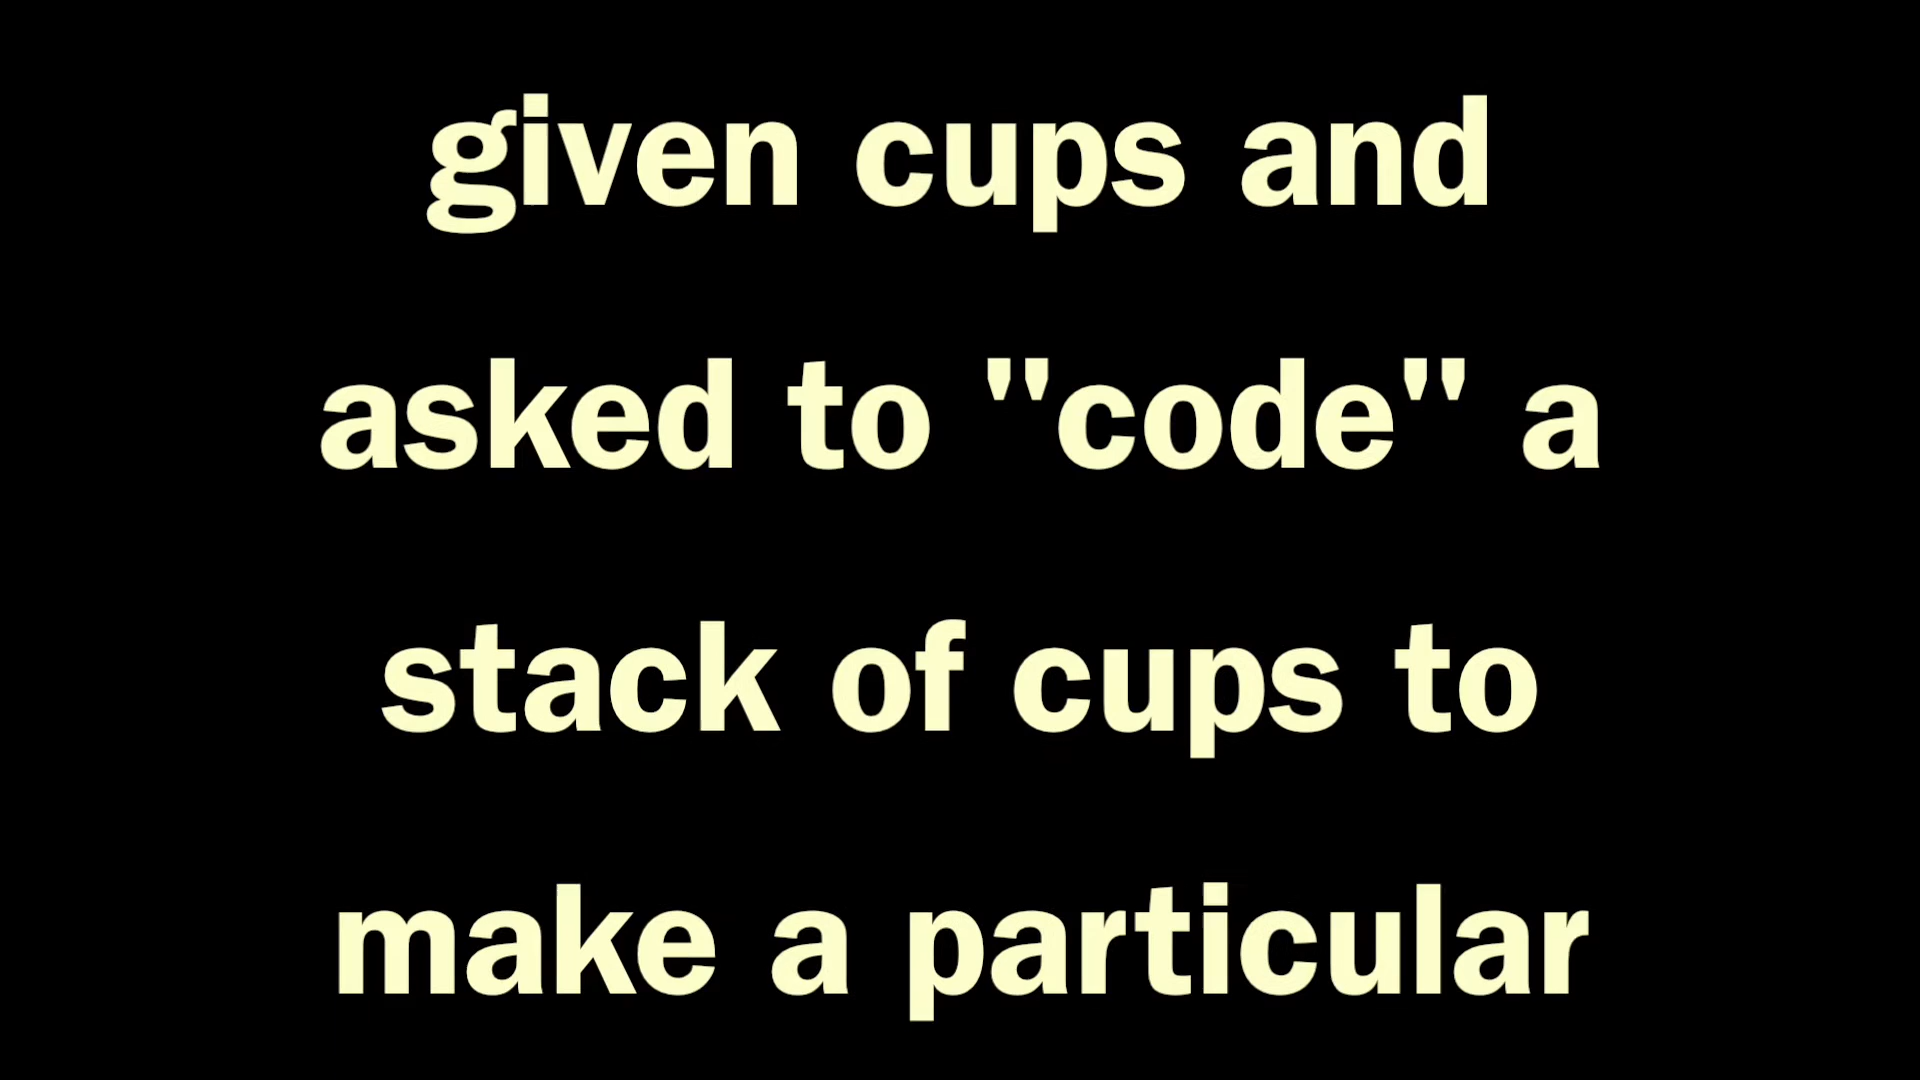 given cups and
asked to "code" a
stack of cups to
make a particular